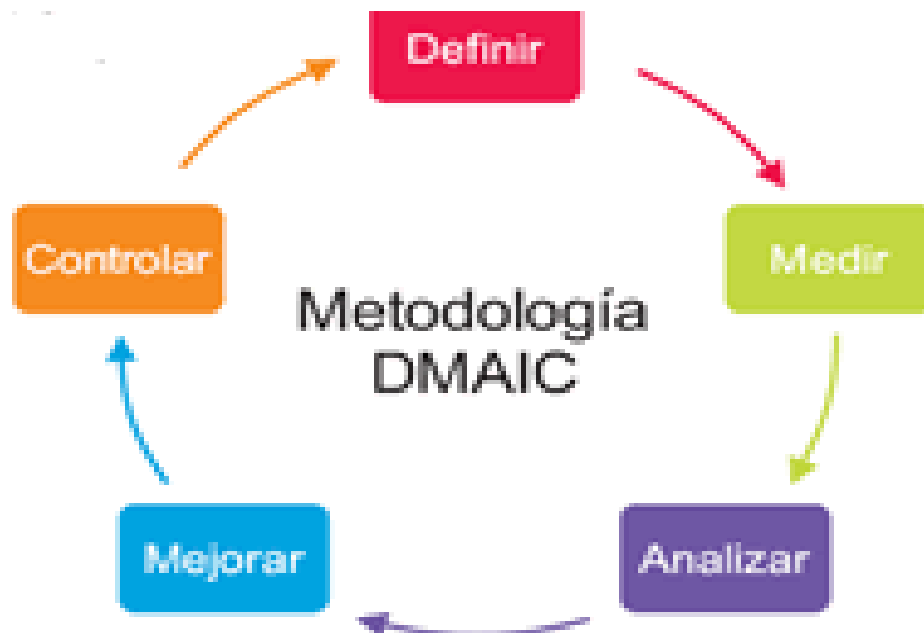 Definir
Controlar
Medir
Metodología
DMAIC
Mejorar
Analizar